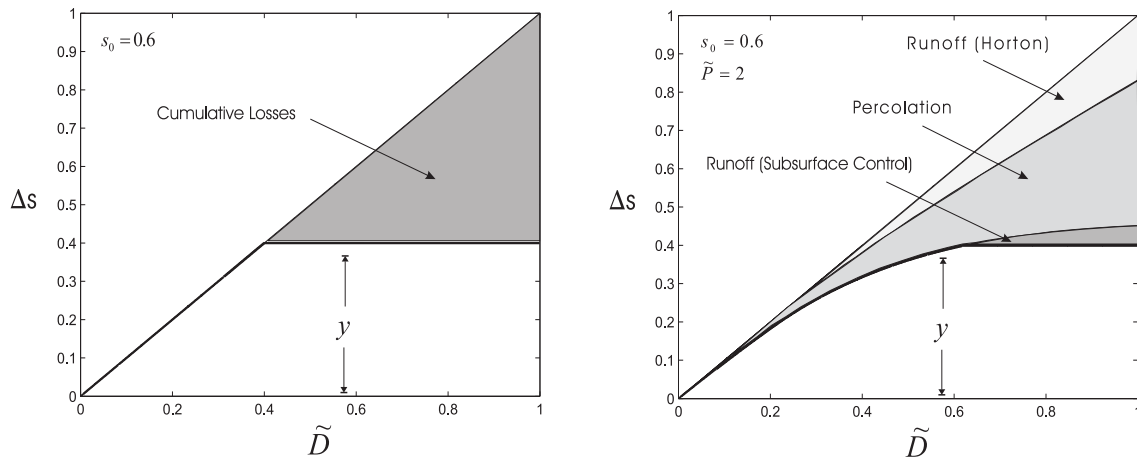 1
0.9
0.8
0.7
0.6
0.5
0.4
0.3
0.2
0.1
0
Δs
s₀ = 0.6
Cumulative Losses
y
0
0.2
0.4
0.6
0.8
1
D̃
1
0.9
0.8
0.7
0.6
0.5
0.4
0.3
0.2
0.1
0
Δs
s₀ = 0.6
P̃ = 2
Runoff (Horton)
Percolation
Runoff (Subsurface Control)
y
0
0.2
0.4
0.6
0.8
1
D̃